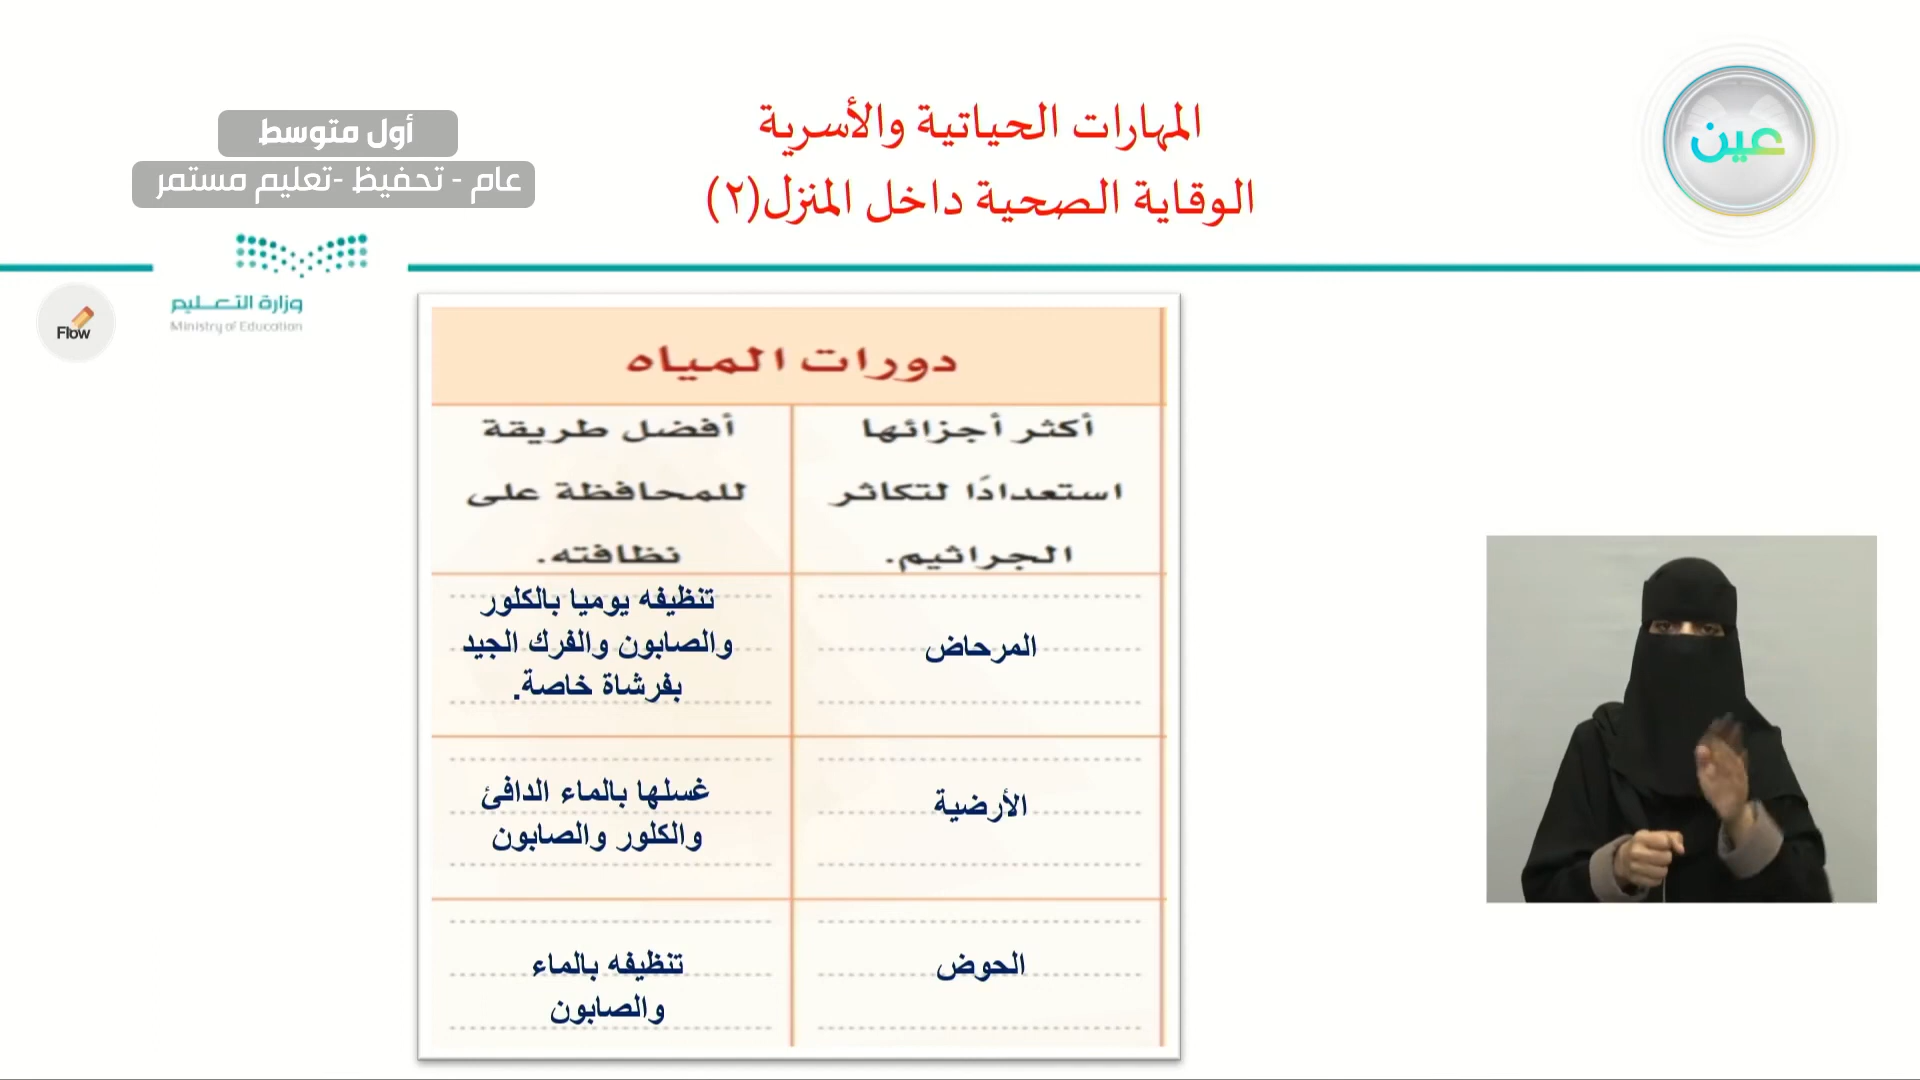 المهارات الحياتية والأسرية
الوقاية الصحية داخل المنزل(٢)
عين
أول متوسط
عام - تحفيظ -تعليم مستمر
وزارة التعليم
Ministry of Education
Flow
دورات المياه
أكثر أجزائها
استعدادًا لتكاثر
الجراثيم.
أفضل طريقة
للمحافظة على
نظافته.
المرحاض
تنظيفه يوميا بالكلور
والصابون والفرك الجيد
بفرشاة خاصة.
الأرضية
غسلها بالماء الدافئ
والكلور والصابون
الحوض
تنظيفه بالماء
والصابون